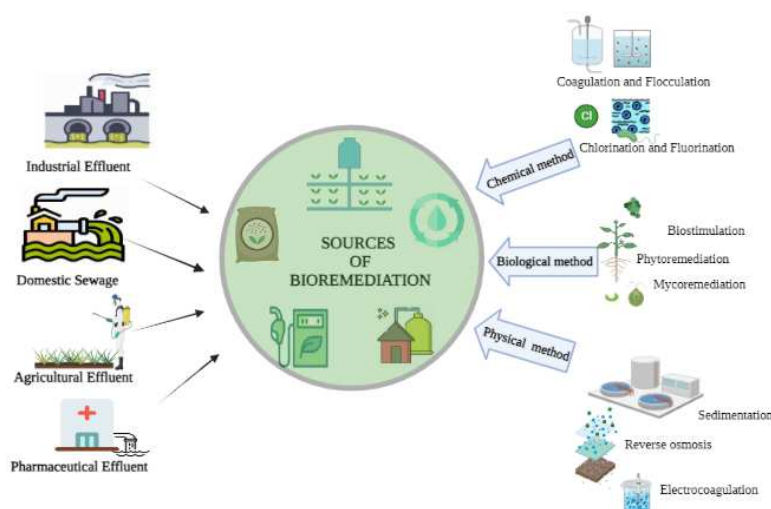 Industrial Effluent
Domestic Sewage
Agricultural Effluent
Pharmaceutical Effluent
SOURCES
OF
BIOREMEDIATION
Chemical method
Biological method
Physical method
Coagulation and Flocculation
Cl
Chlorination and Fluorination
Biostimulation
Phytoremediation
Mycoremediation
Sedimentation
Reverse osmosis
Electrocoagulation